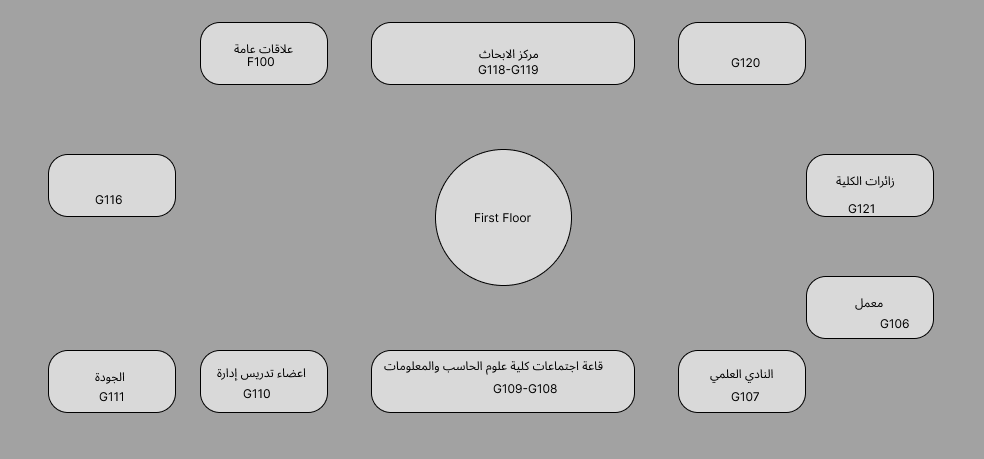 علاقات عامة
F100
مركز الابحاث
G118-G119
G120
G116
First Floor
زائرات الكلية
G121
معمل
G106
الجودة
G111
اعضاء تدريس إدارة
G110
قاعة اجتماعات كلية علوم الحاسب والمعلومات
G109-G108
النادي العلمي
G107